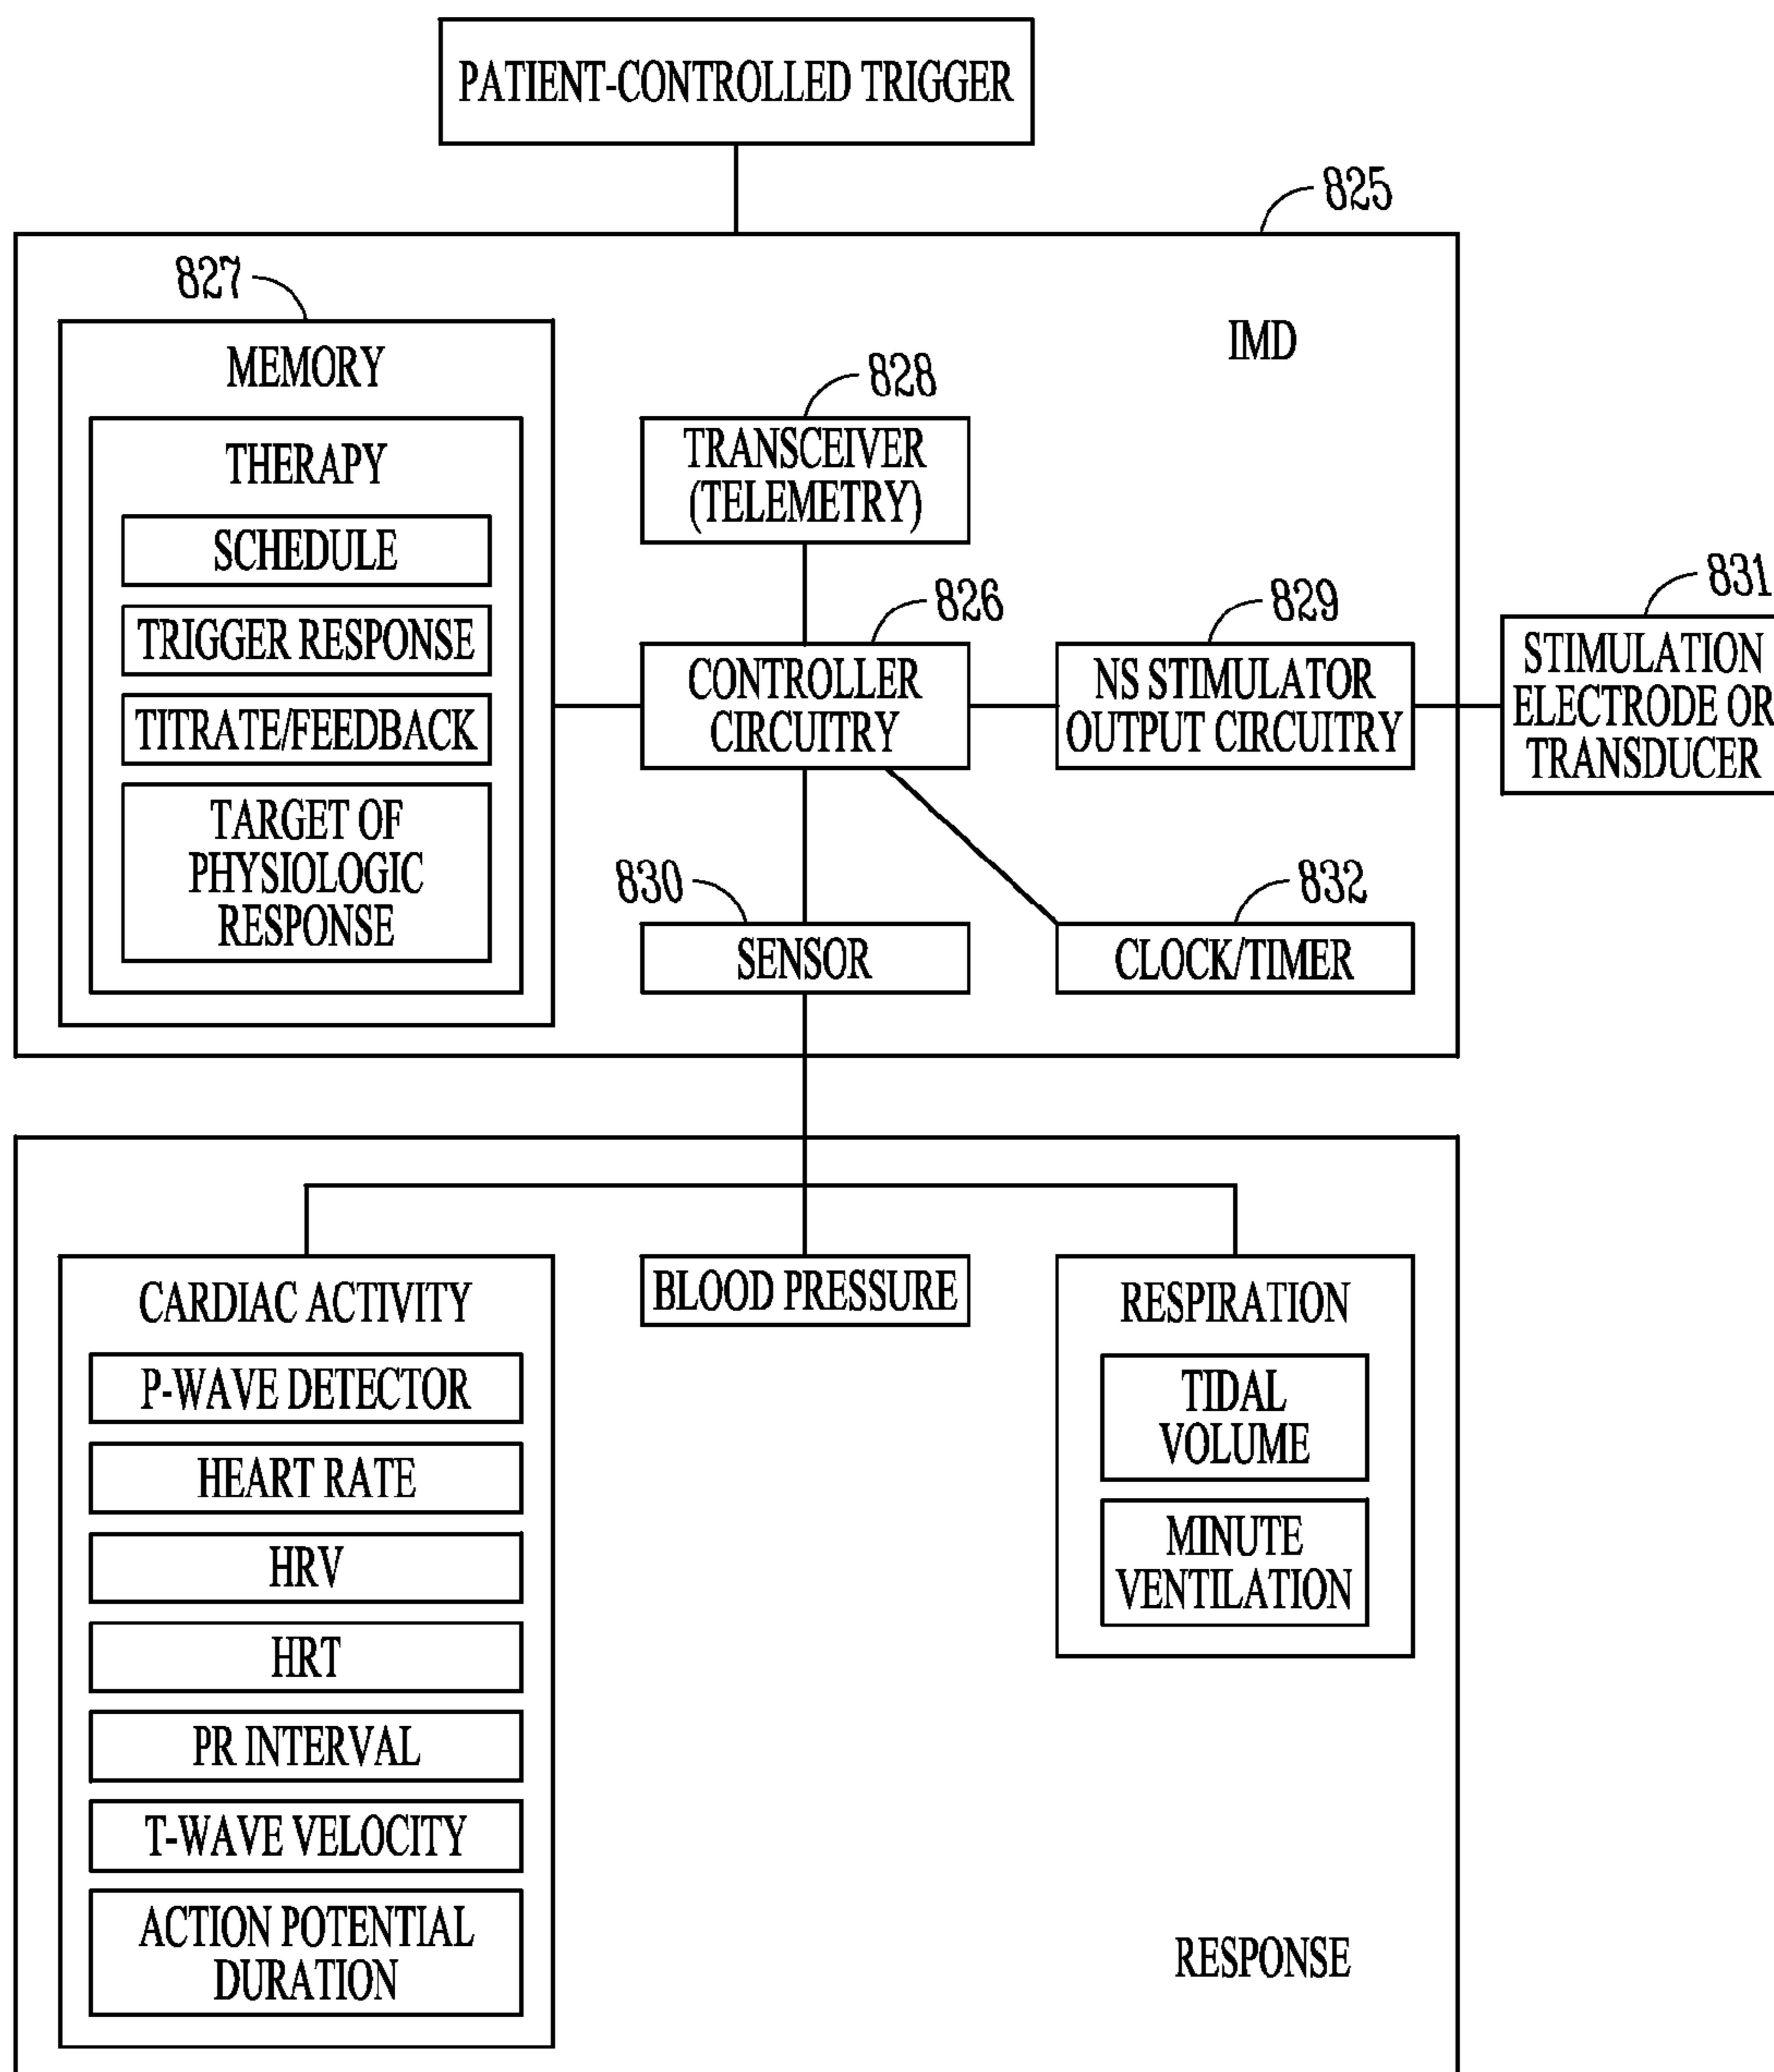 PATIENT-CONTROLLED TRIGGER
825
827
IMD
MEMORY
THERAPY
SCHEDULE
TRIGGER RESPONSE
TITRATE/FEEDBACK
TARGET OF
PHYSIOLOGIC
RESPONSE
828
TRANSCEIVER
(TELEMETRY)
826
CONTROLLER
CIRCUITRY
829
NS STIMULATOR
OUTPUT CIRCUITRY
831
STIMULATION
ELECTRODE OR
TRANSDUCER
830
SENSOR
832
CLOCK/TIMER
CARDIAC ACTIVITY
P-WAVE DETECTOR
HEART RATE
HRV
HRT
PR INTERVAL
T-WAVE VELOCITY
ACTION POTENTIAL
DURATION
BLOOD PRESSURE
RESPIRATION
TIDAL
VOLUME
MINUTE
VENTILATION
RESPONSE